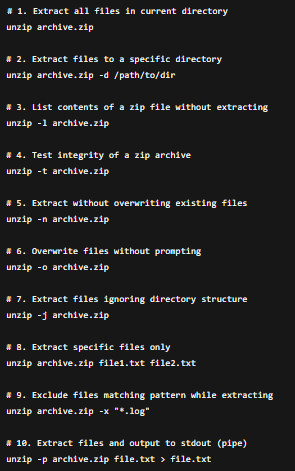 # 1. Extract all files in current directory
unzip archive.zip
# 2. Extract files to a specific directory
unzip archive.zip -d /path/to/dir
# 3. List contents of a zip file without extracting
unzip -l archive.zip
# 4. Test integrity of a zip archive
unzip -t archive.zip
# 5. Extract without overwriting existing files
unzip -n archive.zip
# 6. Overwrite files without prompting
unzip -o archive.zip
# 7. Extract files ignoring directory structure
unzip -j archive.zip
# 8. Extract specific files only
unzip archive.zip file1.txt file2.txt
# 9. Exclude files matching pattern while extracting
unzip archive.zip -x "*.log"
# 10. Extract files and output to stdout (pipe)
unzip -p archive.zip file.txt > file.txt